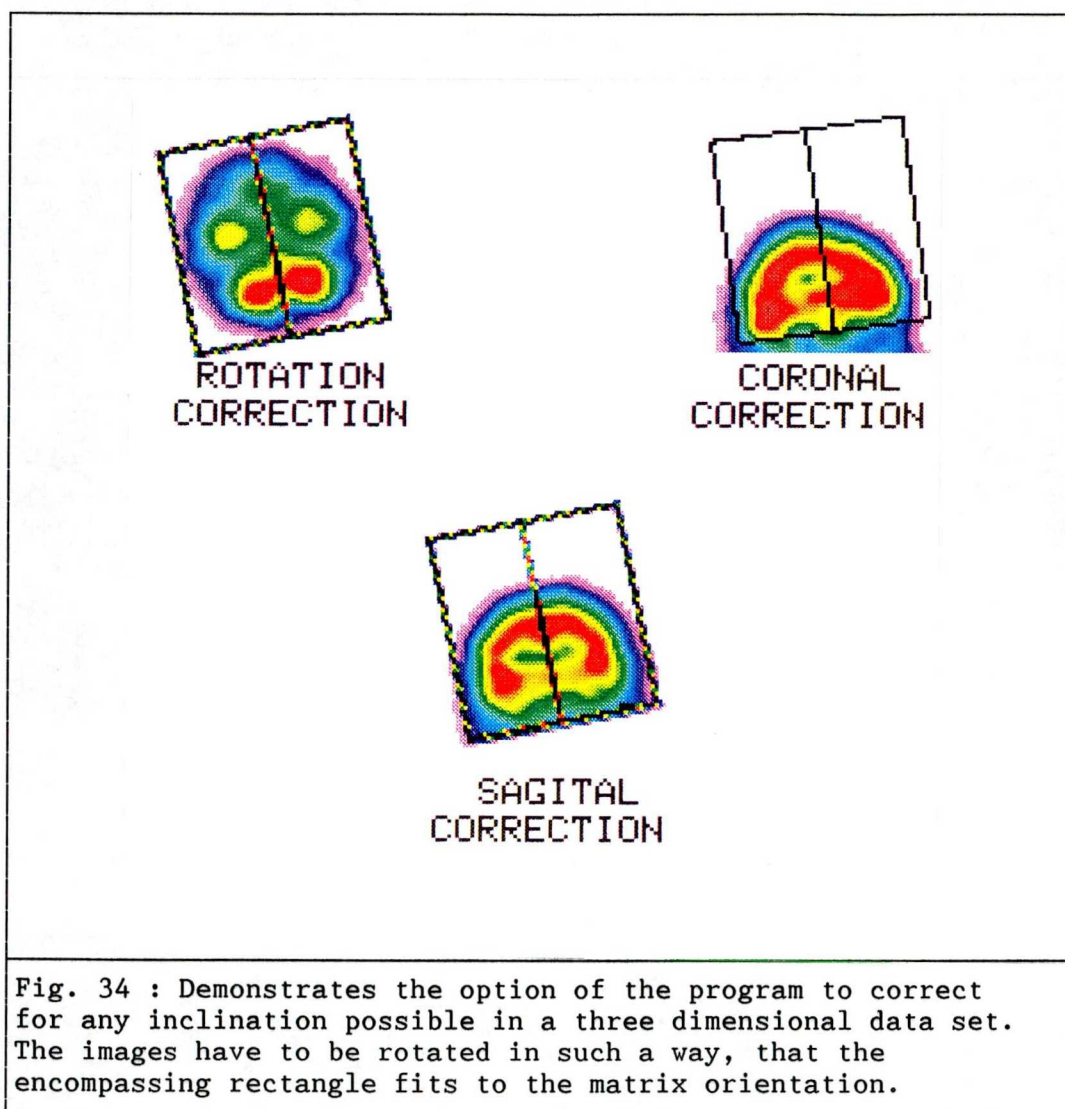 ROTATION
CORRECTION
CORONAL
CORRECTION
SAGITAL
CORRECTION
Fig. 34 : Demonstrates the option of the program to correct
for any inclination possible in a three dimensional data set.
The images have to be rotated in such a way, that the
encompassing rectangle fits to the matrix orientation.